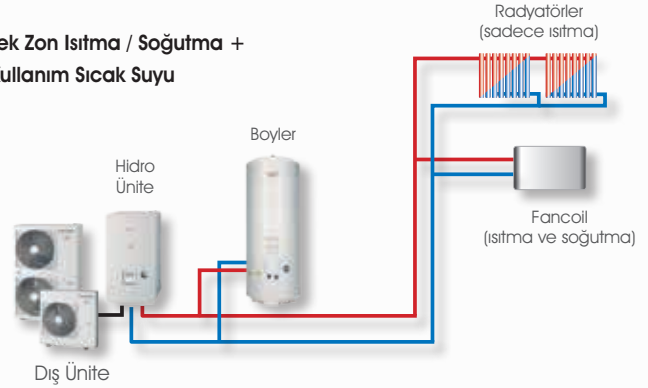 ek Zon Isıtma / Soğutma +
ullanım Sıcak Suyu
Radyatörler
(sadece ısıtma)
Boyler
Hidro
Ünite
Fancoil
(ısıtma ve soğutma)
Dış Ünite